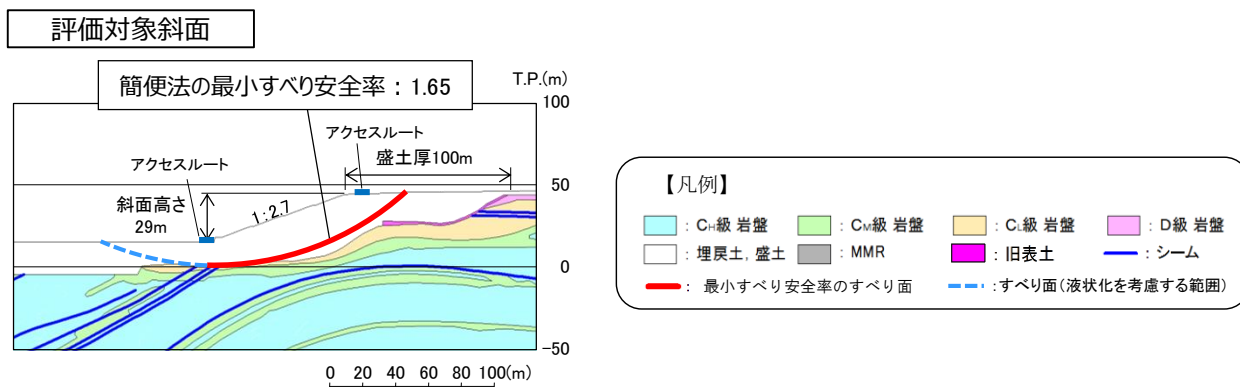 評価対象斜面
簡便法の最小すべり安全率：1.65
T.P.(m)
100
アクセスルート
アクセスルート
盛土厚100m
50
斜面高さ
29m
1:2.7
0
-50
0 20 40 60 80 100(m)
【凡例】
：CH級 岩盤 ：CM級 岩盤 ：CL級 岩盤 ：D級 岩盤
：埋戻土，盛土 ：MMR ：旧表土 ：シーム
：最小すべり安全率のすべり面 ：すべり面(液状化を考慮する範囲)